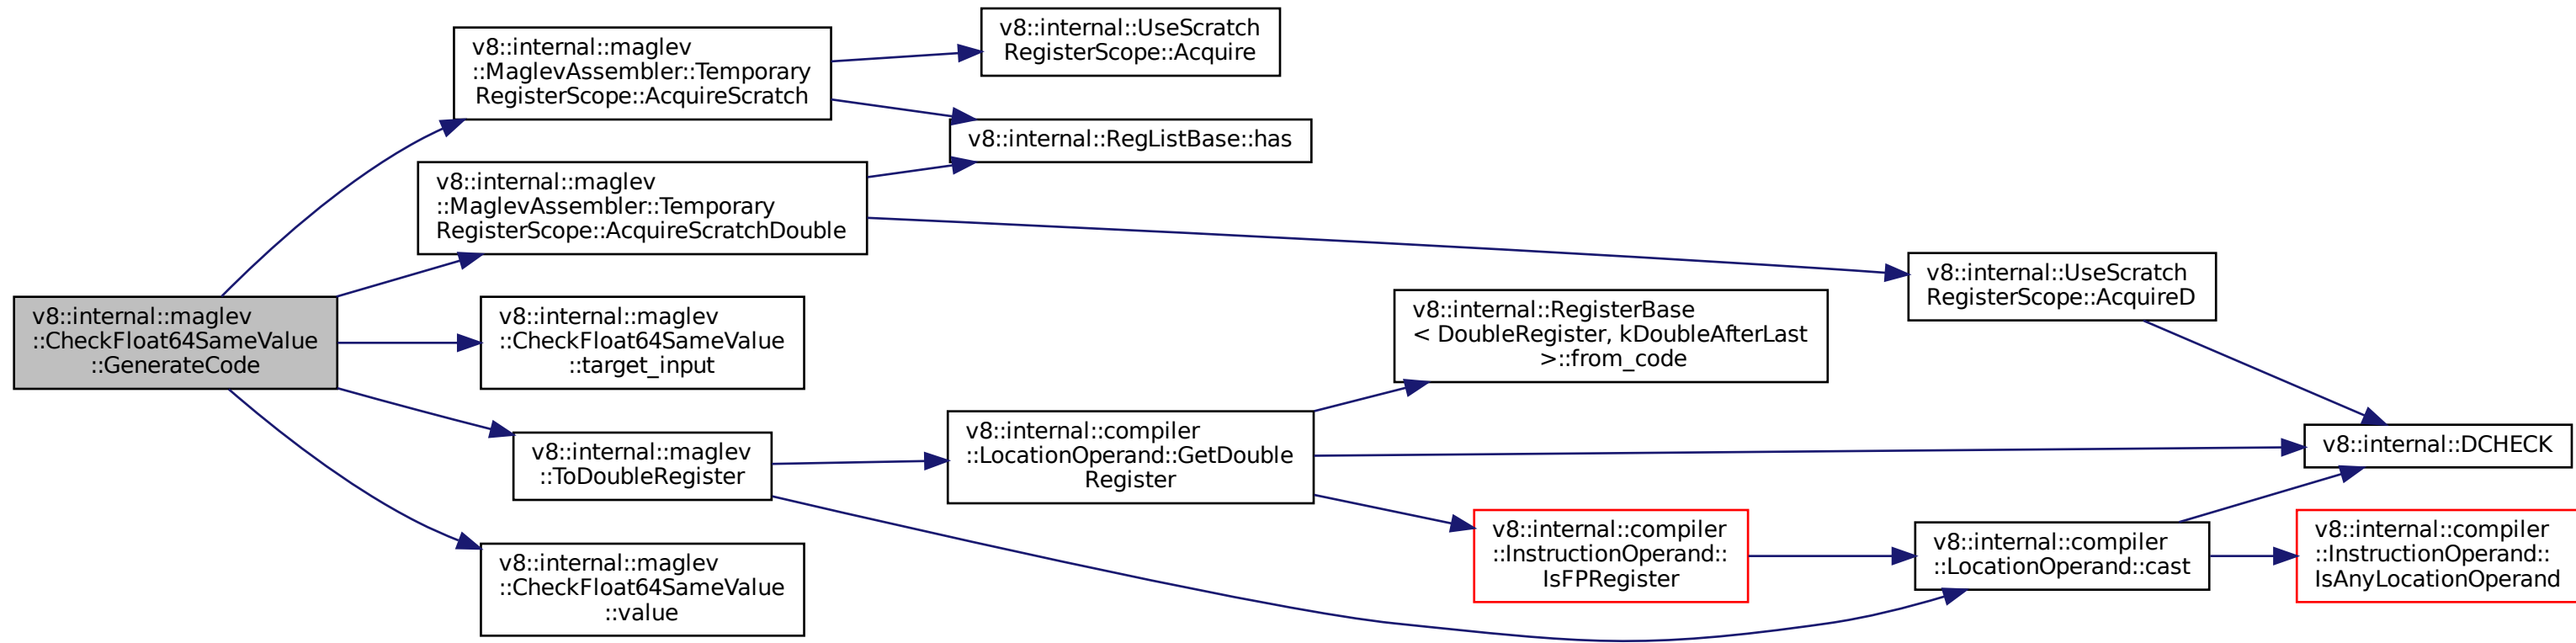 v8::internal::maglev
::CheckFloat64SameValue
::GenerateCode
v8::internal::maglev
::MaglevAssembler::Temporary
RegisterScope::AcquireScratch
v8::internal::UseScratch
RegisterScope::Acquire
v8::internal::RegListBase::has
v8::internal::maglev
::MaglevAssembler::Temporary
RegisterScope::AcquireScratchDouble
v8::internal::UseScratch
RegisterScope::AcquireD
v8::internal::maglev
::CheckFloat64SameValue
::target_input
v8::internal::maglev
::ToDoubleRegister
v8::internal::compiler
::LocationOperand::GetDouble
Register
v8::internal::RegisterBase
< DoubleRegister, kDoubleAfterLast
>::from_code
v8::internal::DCHECK
v8::internal::compiler
::InstructionOperand::
IsFPRegister
v8::internal::compiler
::LocationOperand::cast
v8::internal::compiler
::InstructionOperand::
IsAnyLocationOperand
v8::internal::maglev
::CheckFloat64SameValue
::value